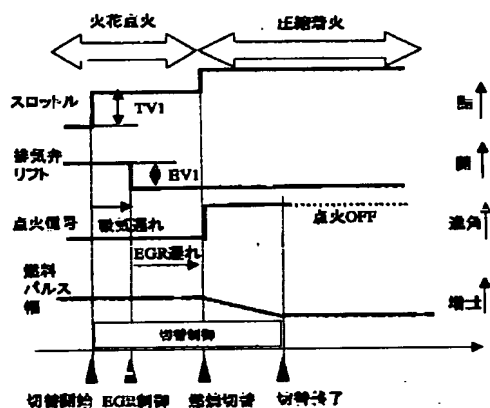 火花点火 圧縮着火
スロットル TV1 開
排気弁
リフト EV1 開
点火信号 吸気遅れ 点火OFF 進角
EGR遅れ
燃料
パルス
幅 増量
切替制御
切替開始 EGR制御 燃焼切替 切替終了